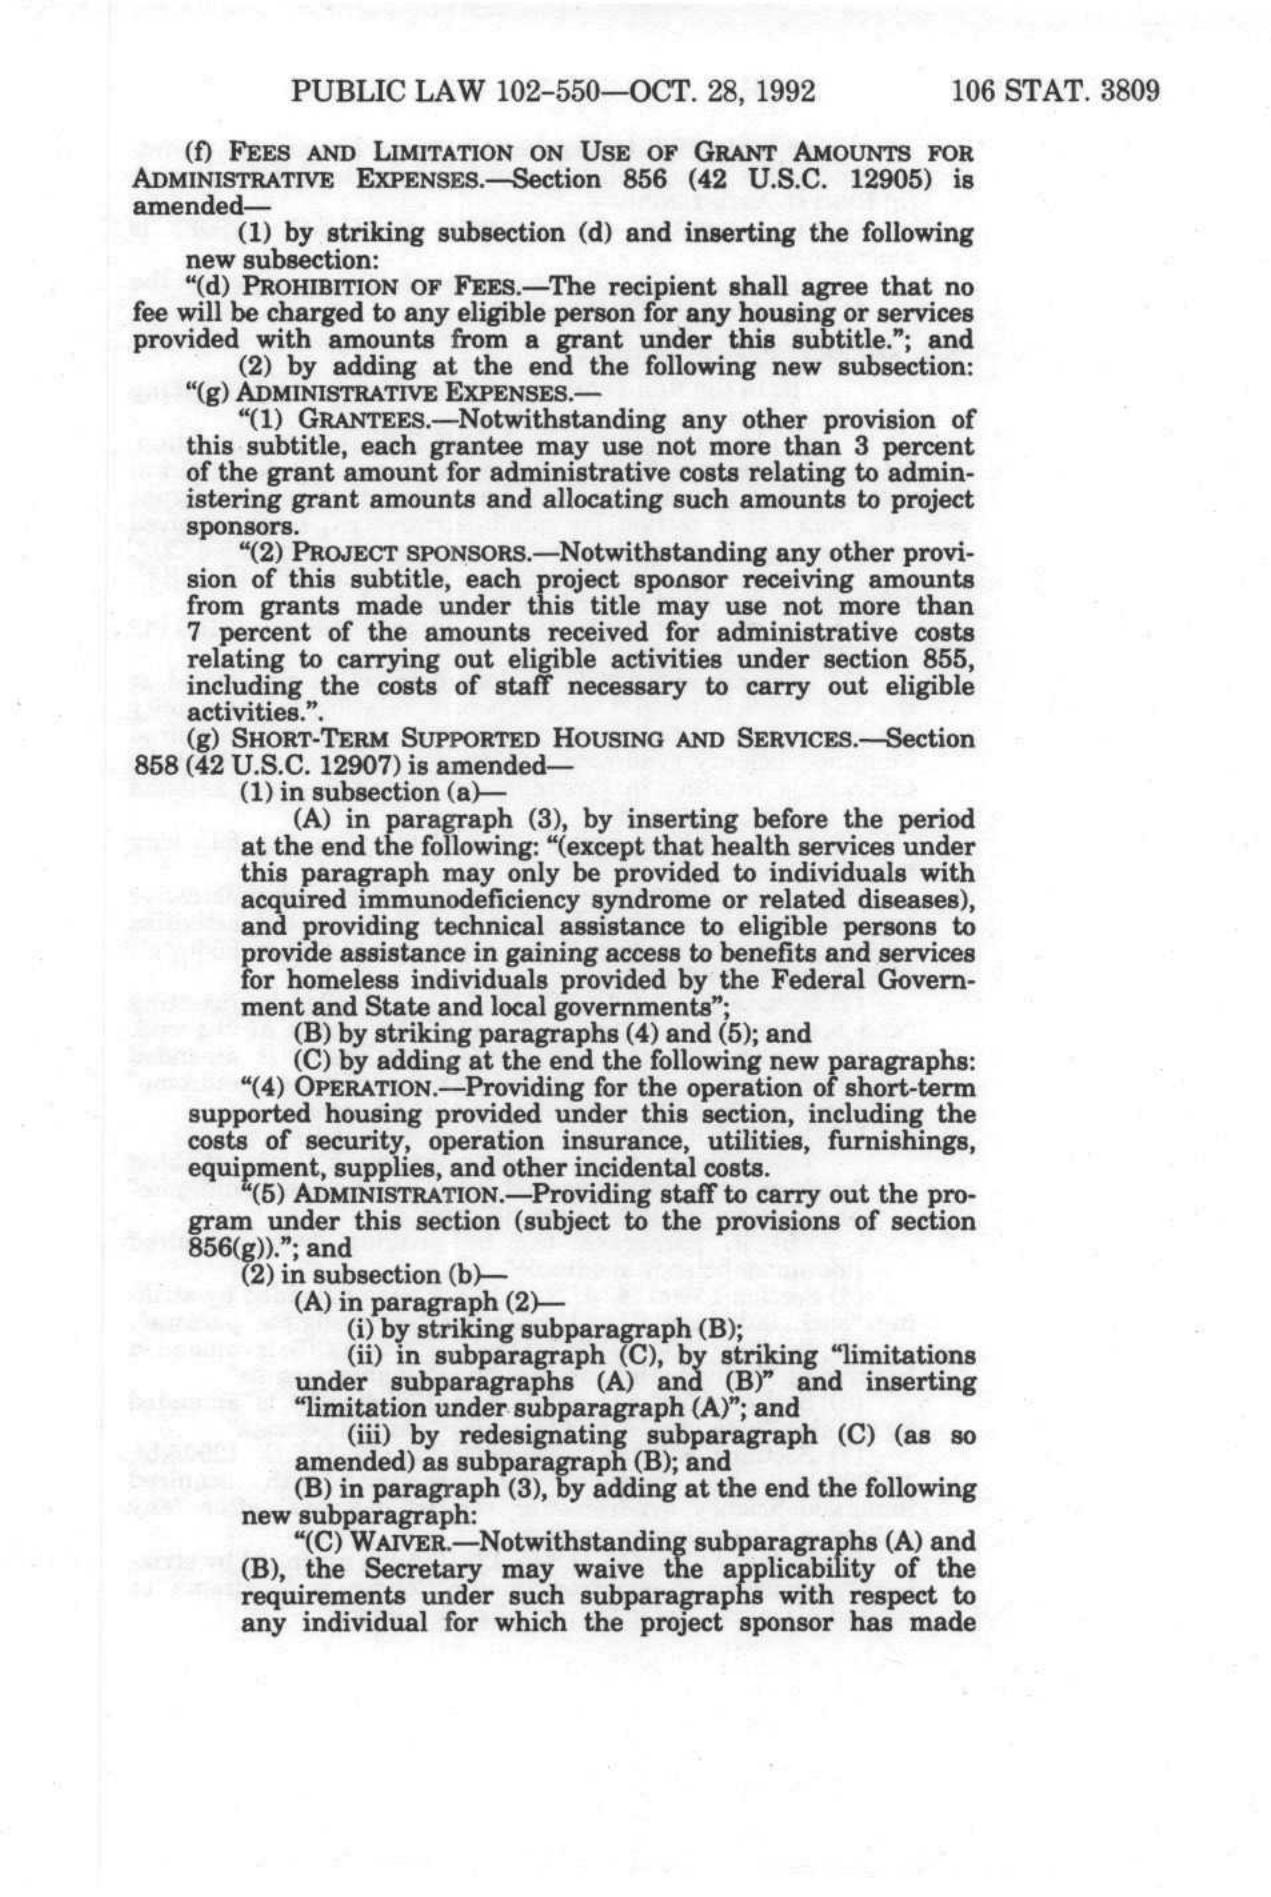 PUBLIC LAW 102–550—OCT. 28, 1992 106 STAT. 3809
(f) FEES AND LIMITATION ON USE OF GRANT AMOUNTS FOR
ADMINISTRATIVE EXPENSES.—Section 856 (42 U.S.C. 12905) is
amended—
(1) by striking subsection (d) and inserting the following
new subsection:
“(d) PROHIBITION OF FEES.—The recipient shall agree that no
fee will be charged to any eligible person for any housing or services
provided with amounts from a grant under this subtitle.”; and
(2) by adding at the end the following new subsection:
“(g) ADMINISTRATIVE EXPENSES.—
“(1) GRANTEES.—Notwithstanding any other provision of
this subtitle, each grantee may use not more than 3 percent
of the grant amount for administrative costs relating to admin-
istering grant amounts and allocating such amounts to project
sponsors.
“(2) PROJECT SPONSORS.—Notwithstanding any other provi-
sion of this subtitle, each project sponsor receiving amounts
from grants made under this title may use not more than
7 percent of the amounts received for administrative costs
relating to carrying out eligible activities under section 855,
including the costs of staff necessary to carry out eligible
activities.”.
(g) SHORT-TERM SUPPORTED HOUSING AND SERVICES.—Section
858 (42 U.S.C. 12907) is amended—
(1) in subsection (a)—
(A) in paragraph (3), by inserting before the period
at the end the following: “(except that health services under
this paragraph may only be provided to individuals with
acquired immunodeficiency syndrome or related diseases),
and providing technical assistance to eligible persons to
provide assistance in gaining access to benefits and services
for homeless individuals provided by the Federal Govern-
ment and State and local governments”;
(B) by striking paragraphs (4) and (5); and
(C) by adding at the end the following new paragraphs:
“(4) OPERATION.—Providing for the operation of short-term
supported housing provided under this section, including the
costs of security, operation insurance, utilities, furnishings,
equipment, supplies, and other incidental costs.
“(5) ADMINISTRATION.—Providing staff to carry out the pro-
gram under this section (subject to the provisions of section
856(g)).”; and
(2) in subsection (b)—
(A) in paragraph (2)—
(i) by striking subparagraph (B);
(ii) in subparagraph (C), by striking “limitations
under subparagraphs (A) and (B)” and inserting
“limitation under subparagraph (A)”; and
(iii) by redesignating subparagraph (C) (as so
amended) as subparagraph (B); and
(B) in paragraph (3), by adding at the end the following
new subparagraph:
“(C) WAIVER.—Notwithstanding subparagraphs (A) and
(B), the Secretary may waive the applicability of the
requirements under such subparagraphs with respect to
any individual for which the project sponsor has made